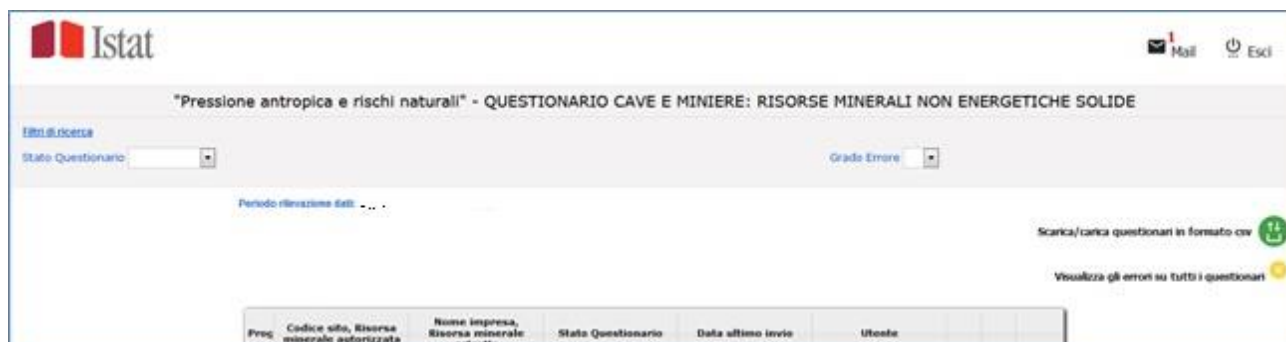 Istat
1
Mail
Esci
"Pressione antropica e rischi naturali" - QUESTIONARIO CAVE E MINIERE: RISORSE MINERALI NON ENERGETICHE SOLIDE
Filtri di ricerca
Stato Questionario
Grado Errore
Periodo rilevazione dati:
Scarica/carica questionari in formato csv
Visualizza gli errori su tutti i questionari
Prog
Codice sito, Risorsa
minerale autorizzata
Nome impresa,
Risorsa minerale
Stato Questionario
Data ultimo invio
Utente